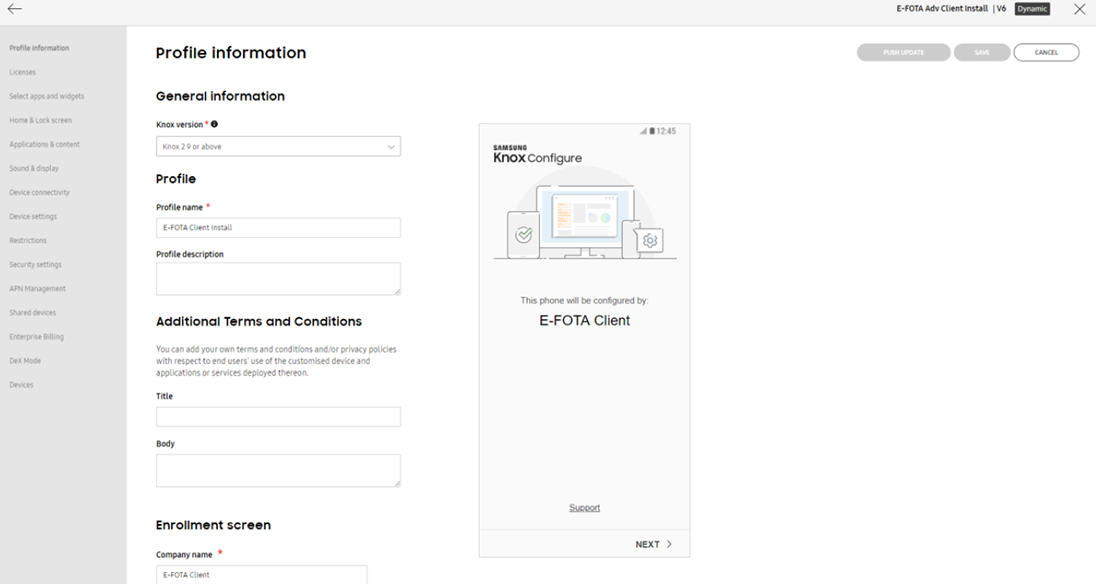 E-FOTA Adv Client Install | V6 Dynamic
Profile information
Licenses
Select apps and widgets
Home & Lock screen
Applications & content
Sound & display
Device connectivity
Device settings
Restrictions
Security settings
APN Management
Shared devices
Enterprise Billing
DeX Mode
Devices
Profile information
PUSH UPDATE SAVE CANCEL
General information
Knox version *
Knox 2.9 or above
Profile
Profile name *
E-FOTA Client Install
Profile description
Additional Terms and Conditions
You can add your own terms and conditions and/or privacy policies
with respect to end users' use of the customised device and
applications or services deployed thereon.
Title
Body
Enrollment screen
Company name *
E-FOTA Client
12:45
SAMSUNG
Knox Configure
This phone will be configured by:
E-FOTA Client
Support
NEXT